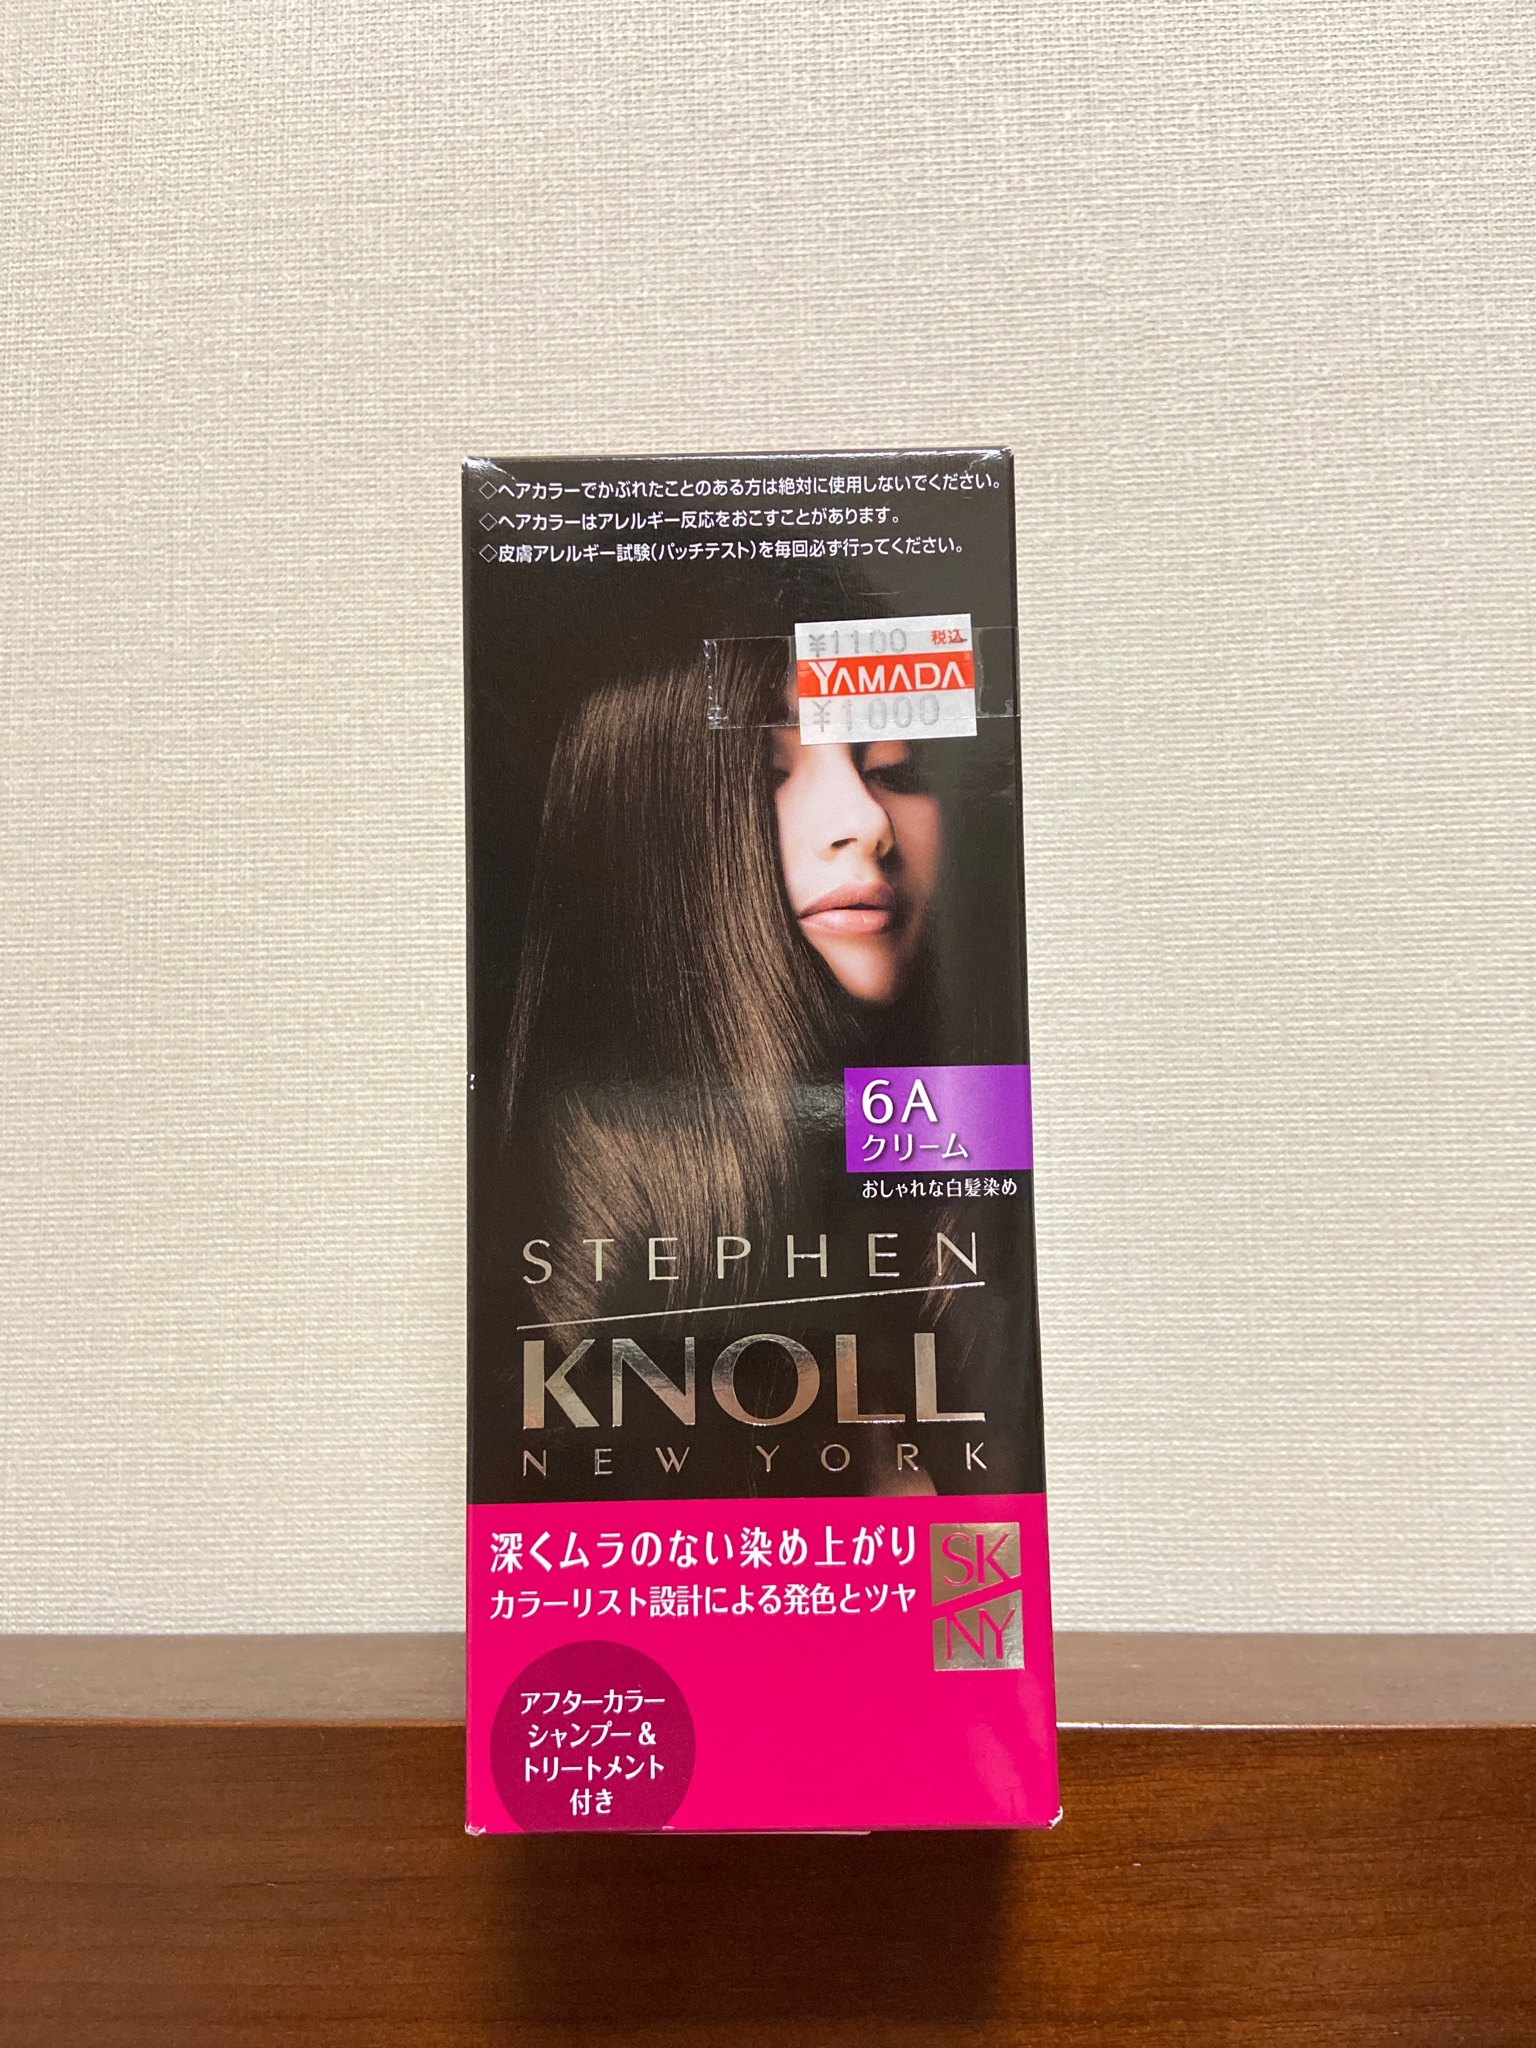 ◇ヘアカラーでかぶれたことのある方は絶対に使用しないでください。
◇ヘアカラーはアレルギー反応をおこすことがあります。
◇皮膚アレルギー試験(パッチテスト)を毎回必ず行ってください。
¥1100 税込
YAMADA
¥1000
6A
クリーム
おしゃれな白髪染め
STEPHEN
KNOLL
NEW YORK
深くムラのない染め上がり
カラーリスト設計による発色とツヤ
SK
NY
アフターカラー
シャンプー&
トリートメント
付き